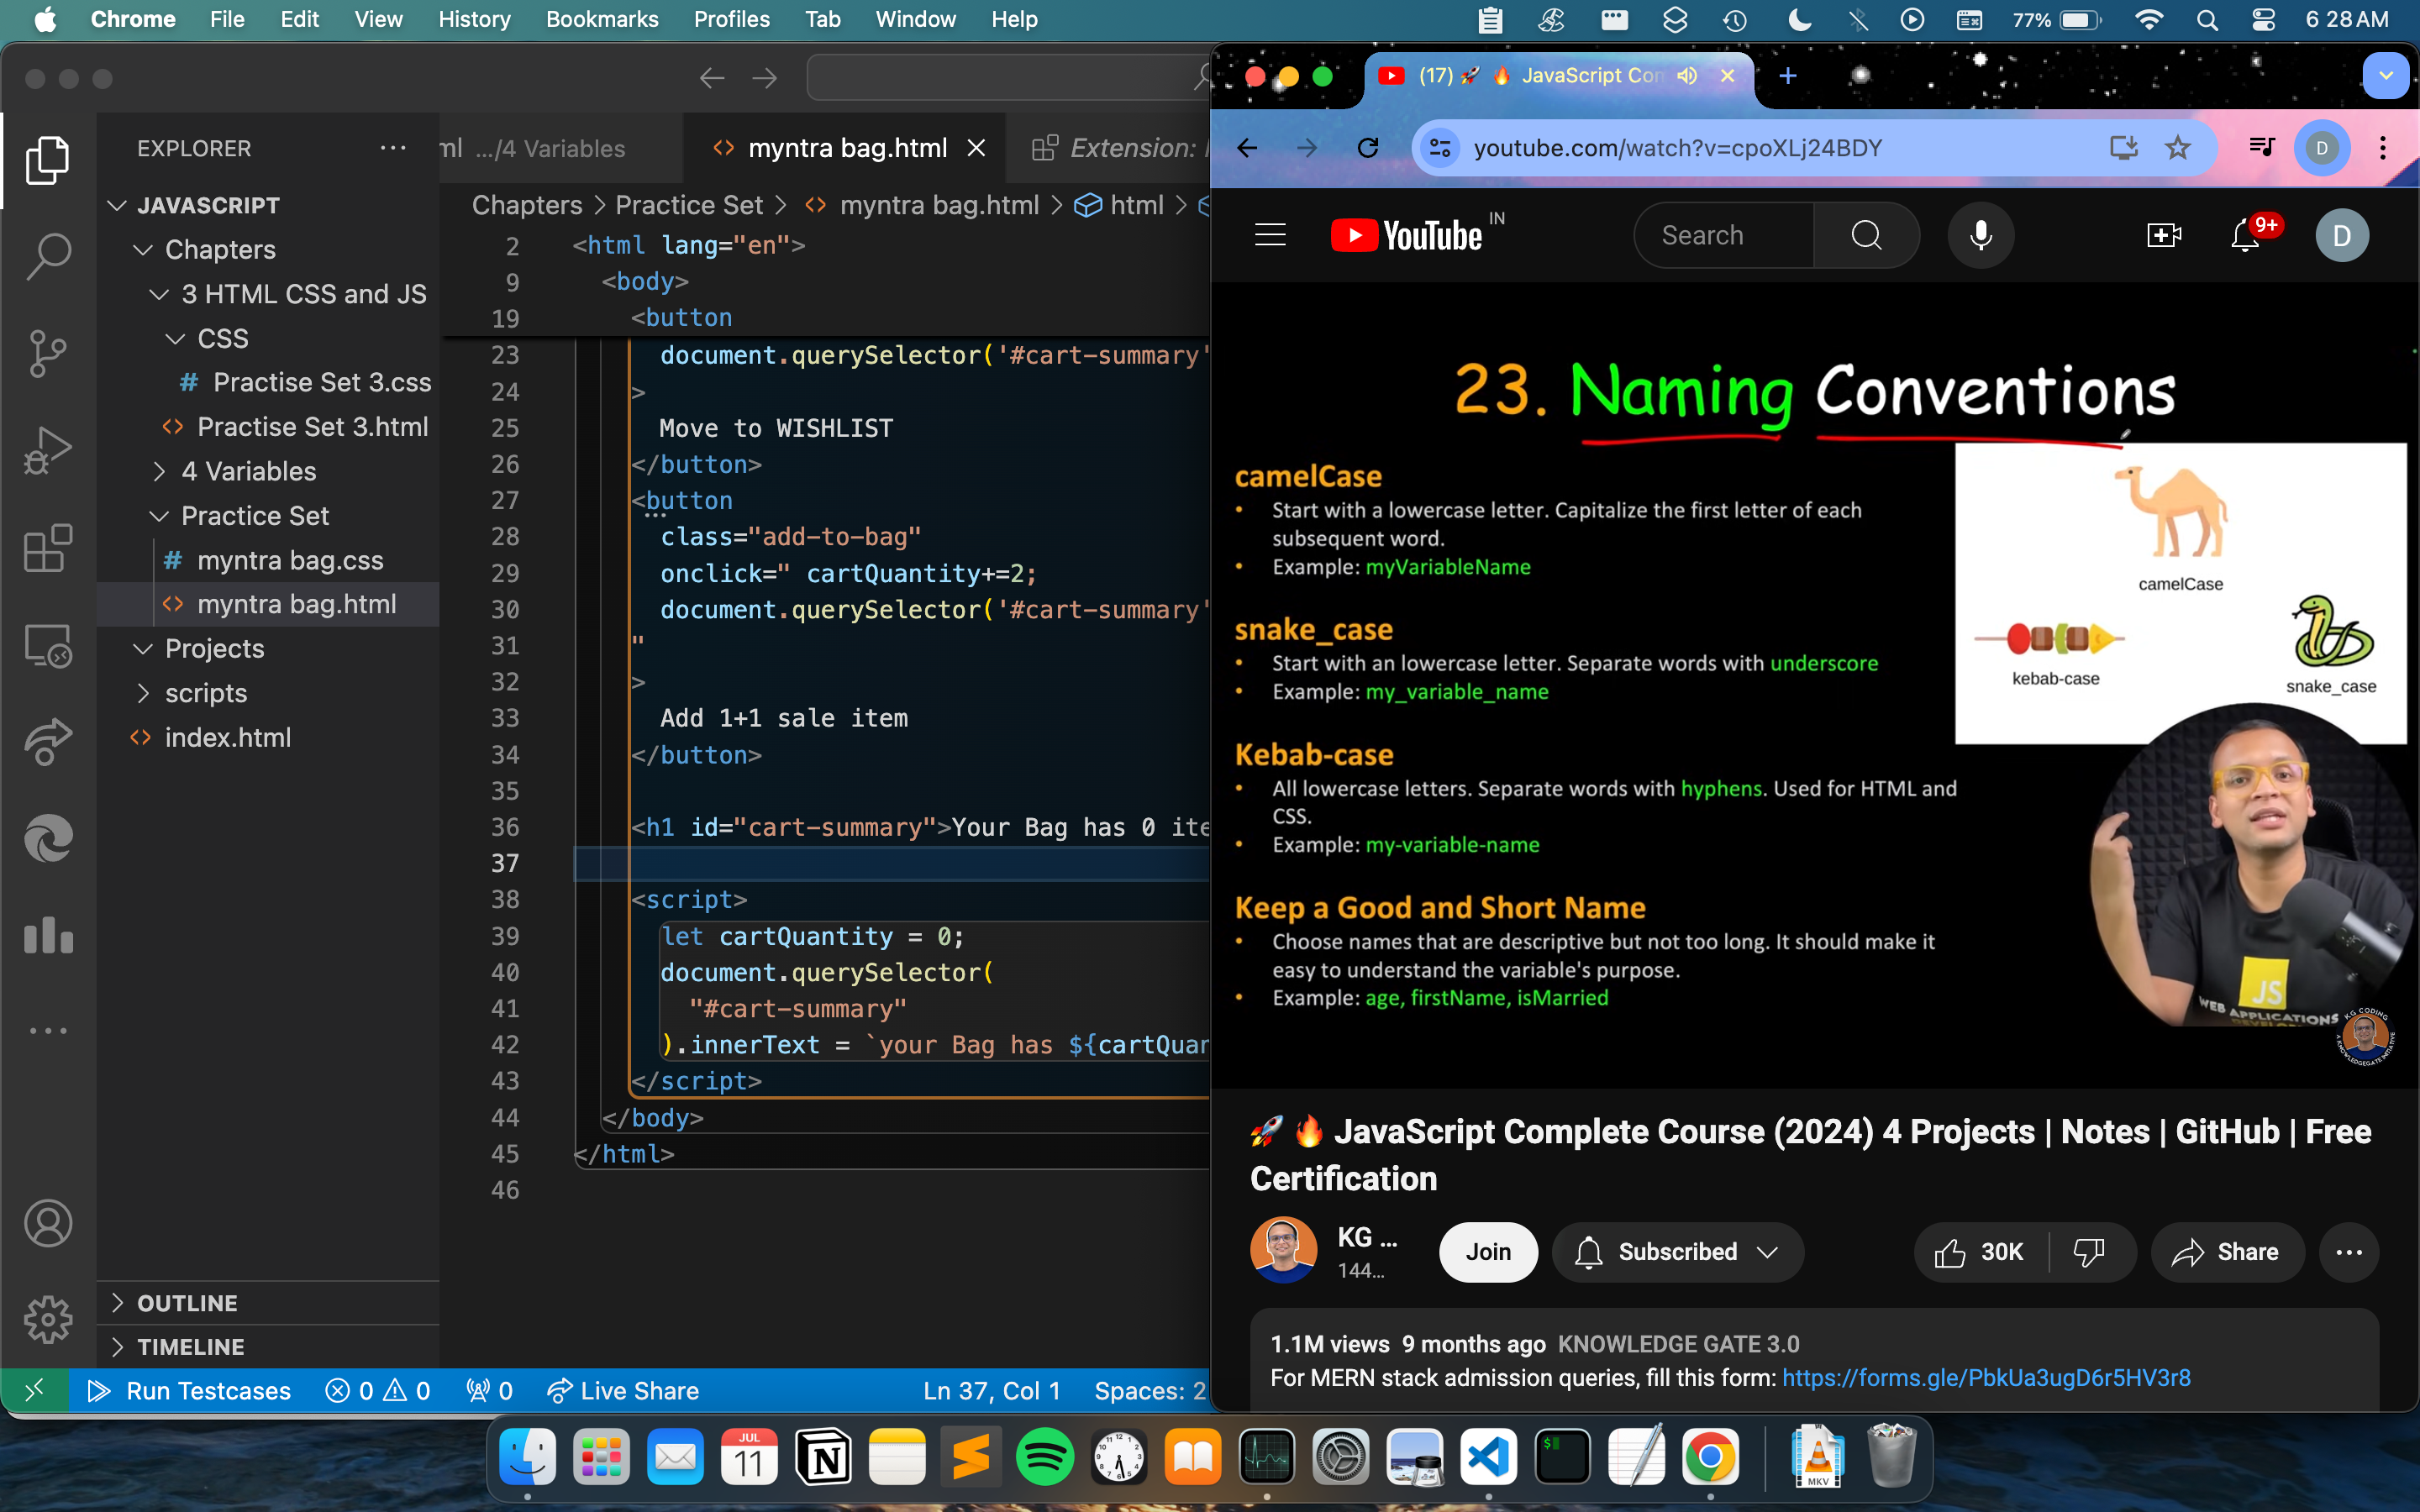 Chrome File Edit View History Bookmarks Profiles Tab Window Help 77% 6 28 AM
EXPLORER
JAVASCRIPT
Chapters
3 HTML CSS and JS
CSS
# Practise Set 3.css
<> Practise Set 3.html
4 Variables
Practice Set
# myntra bag.css
<> myntra bag.html
Projects
scripts
<> index.html
OUTLINE
TIMELINE
ml .../4 Variables
<> myntra bag.html
Extension:
Chapters > Practice Set > <> myntra bag.html > html >
2 <html lang="en">
9 <body>
19 <button
23 document.querySelector('#cart-summary'
24 >
25 Move to WISHLIST
26 </button>
27 <button
28 class="add-to-bag"
29 onclick=" cartQuantity+=2;
30 document.querySelector('#cart-summary'
31 "
32 >
33 Add 1+1 sale item
34 </button>
35
36 <h1 id="cart-summary">Your Bag has 0 ite
37
38 <script>
39 let cartQuantity = 0;
40 document.querySelector(
41 "#cart-summary"
42 ).innerText = `your Bag has ${cartQuan
43 </script>
44 </body>
45 </html>
46
Run Testcases 0 0 0 Live Share Ln 37, Col 1 Spaces: 2
(17) 🚀 🔥 JavaScript Com
youtube.com/watch?v=cpoXLj24BDY
D
YouTube IN
Search
9+
D
23. Naming Conventions
camelCase
• Start with a lowercase letter. Capitalize the first letter of each
subsequent word.
• Example: myVariableName
snake_case
• Start with an lowercase letter. Separate words with underscore
• Example: my_variable_name
Kebab-case
• All lowercase letters. Separate words with hyphens. Used for HTML and
CSS.
• Example: my-variable-name
Keep a Good and Short Name
• Choose names that are descriptive but not too long. It should make it
easy to understand the variable's purpose.
• Example: age, firstName, isMarried
camelCase
kebab-case
snake_case
JS
WEB APPLICATIONS
KG CODING
🚀 🔥 JavaScript Complete Course (2024) 4 Projects | Notes | GitHub | Free
Certification
KG ...
144...
Join
Subscribed
30K
Share
1.1M views 9 months ago KNOWLEDGE GATE 3.0
For MERN stack admission queries, fill this form: https://forms.gle/PbkUa3ugD6r5HV3r8
JUL
11
MKV